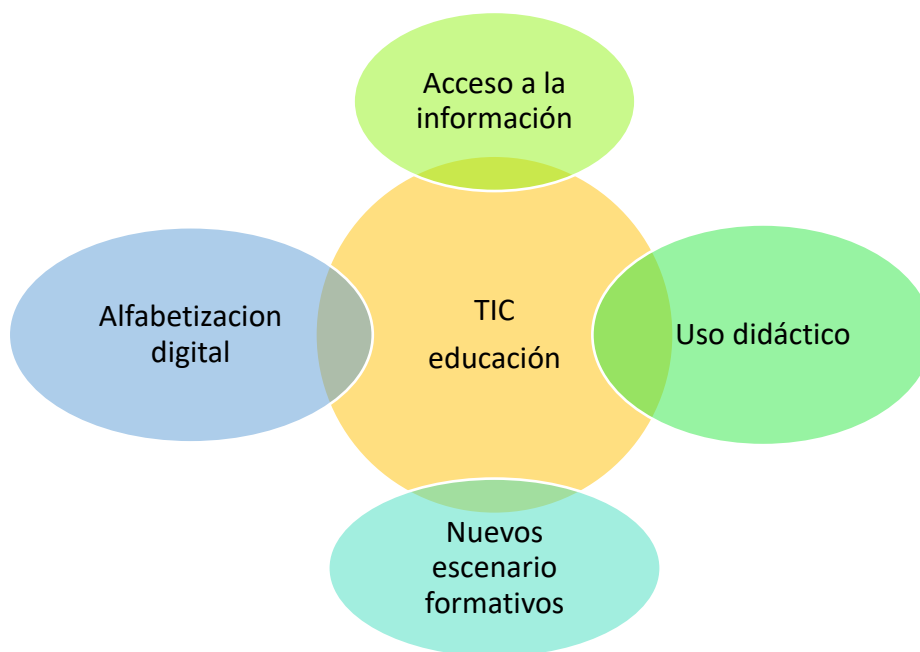 Acceso a la
información
Alfabetizacion
digital
TIC
educación
Uso didáctico
Nuevos
escenario
formativos